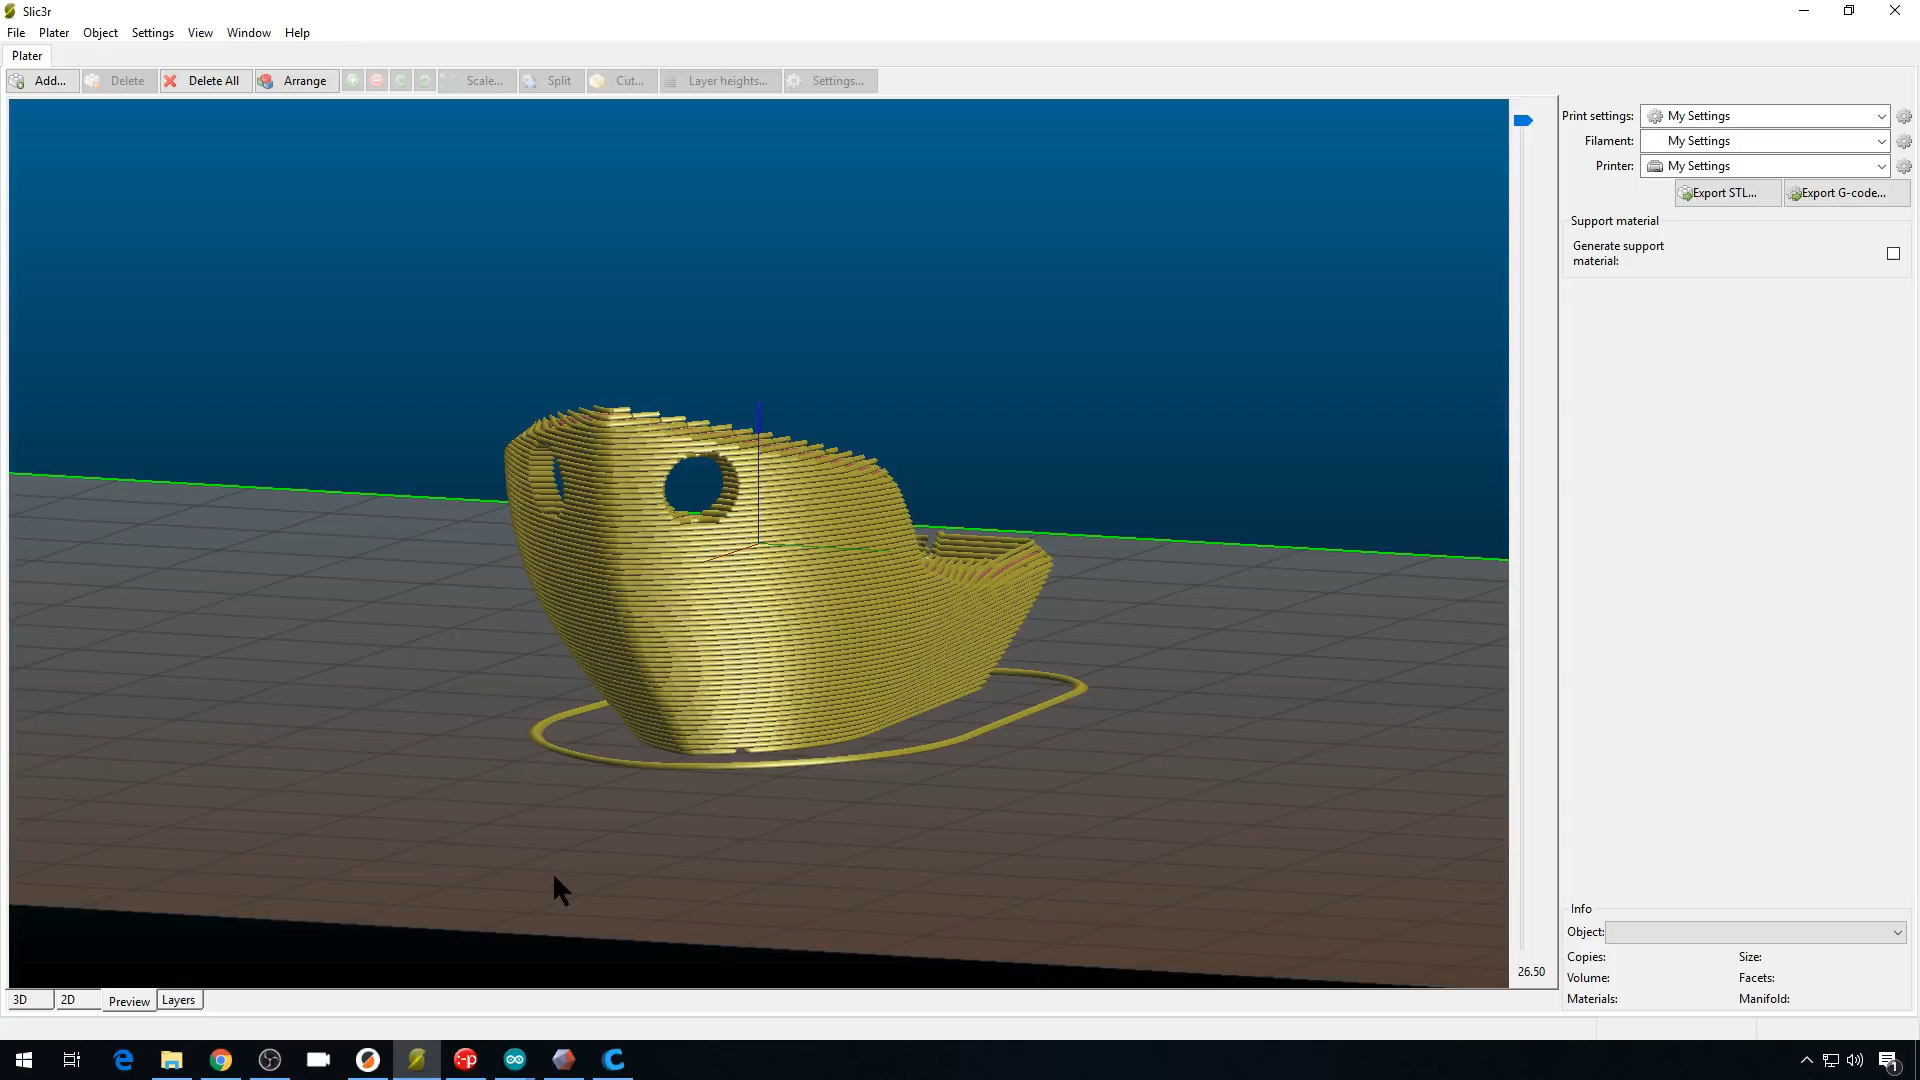 Slic3r
File Plater Object Settings View Window Help
Plater
Add... Delete Delete All Arrange Scale... Split Cut... Layer heights... Settings...
Print settings: My Settings
Filament: My Settings
Printer: My Settings
Export STL... Export G-code...
Support material
Generate support
material:
26.50
Info
Object:
Copies: Size:
Volume: Facets:
Materials: Manifold:
3D 2D Preview Layers
:-p
1